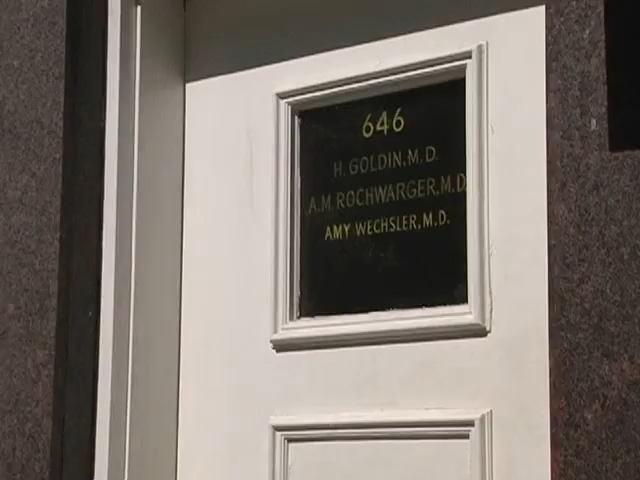 646
H. GOLDIN, M.D.
A.M. ROCHWARGER, M.D.
AMY WECHSLER, M.D.